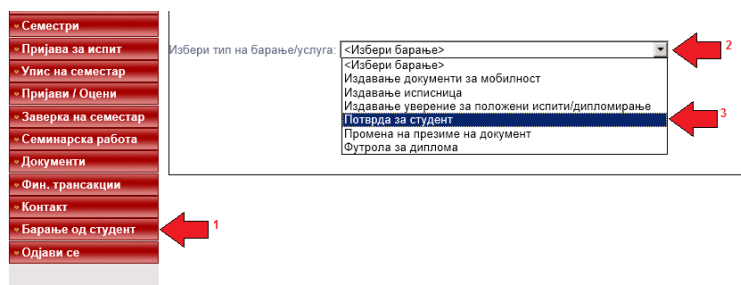 Семестри
Пријава за испит
Упис на семестар
Пријави / Оцени
Заверка на семестар
Семинарска работа
Документи
Фин. трансакции
Контакт
Барање од студент
Одјави се
1
Избери тип на барање/услуга: <Избери барање>
2
<Избери барање>
Издавање документи за мобилност
Издавање исписница
Издавање уверение за положени испити/дипломирање
Потврда за студент
3
Промена на презиме на документ
Футрола за диплома